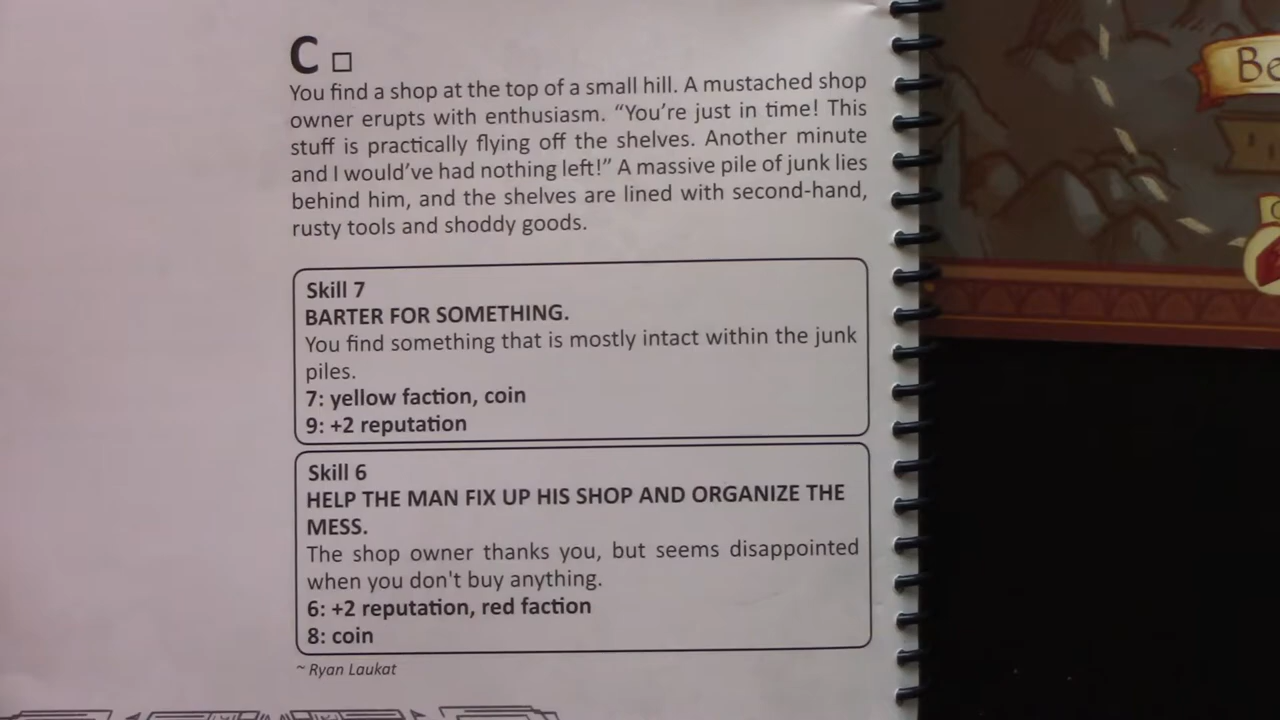 C □
You find a shop at the top of a small hill. A mustached shop
owner erupts with enthusiasm. “You’re just in time! This
stuff is practically flying off the shelves. Another minute
and I would’ve had nothing left!” A massive pile of junk lies
behind him, and the shelves are lined with second-hand,
rusty tools and shoddy goods.
Skill 7
BARTER FOR SOMETHING.
You find something that is mostly intact within the junk
piles.
7: yellow faction, coin
9: +2 reputation
Skill 6
HELP THE MAN FIX UP HIS SHOP AND ORGANIZE THE
MESS.
The shop owner thanks you, but seems disappointed
when you don't buy anything.
6: +2 reputation, red faction
8: coin
~ Ryan Laukat
Be